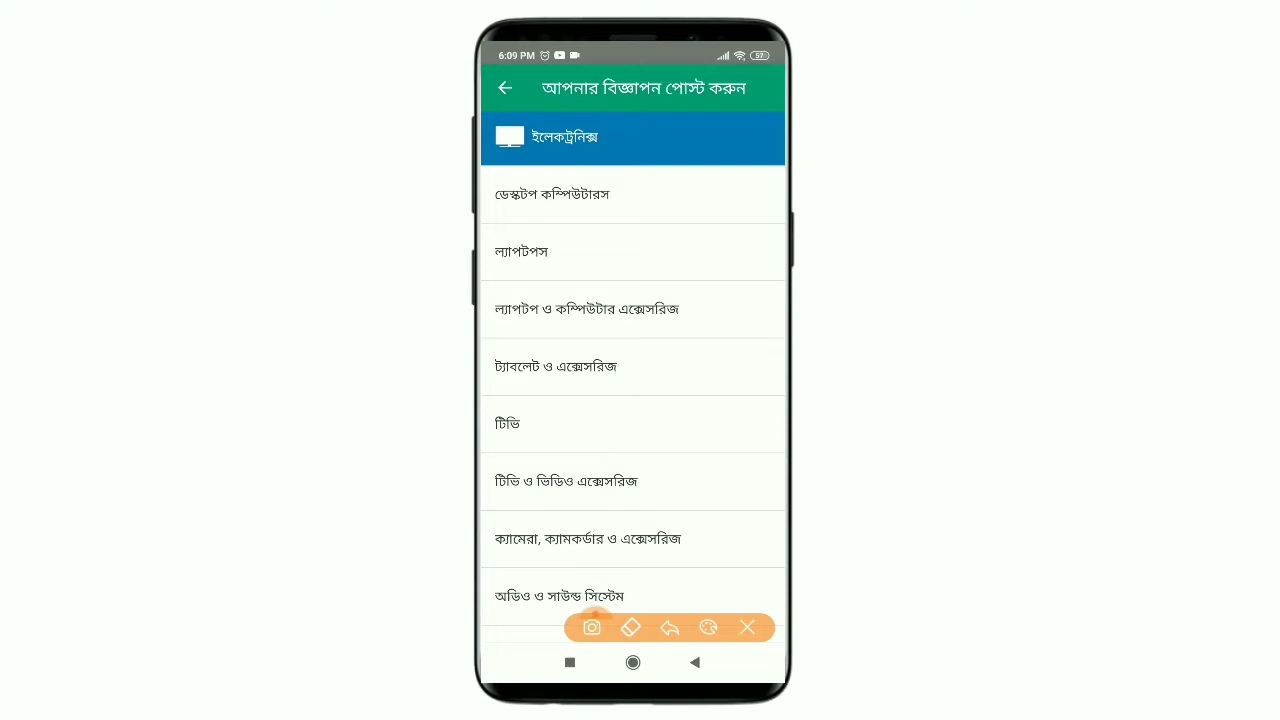 6:09 PM 57
আপনার বিজ্ঞাপন পোস্ট করুন
ইলেকট্রনিক্স
ডেস্কটপ কম্পিউটারস
ল্যাপটপস
ল্যাপটপ ও কম্পিউটার এক্সেসরিজ
ট্যাবলেট ও এক্সেসরিজ
টিভি
টিভি ও ভিডিও এক্সেসরিজ
ক্যামেরা, ক্যামকর্ডার ও এক্সেসরিজ
অডিও ও সাউন্ড সিস্টেম